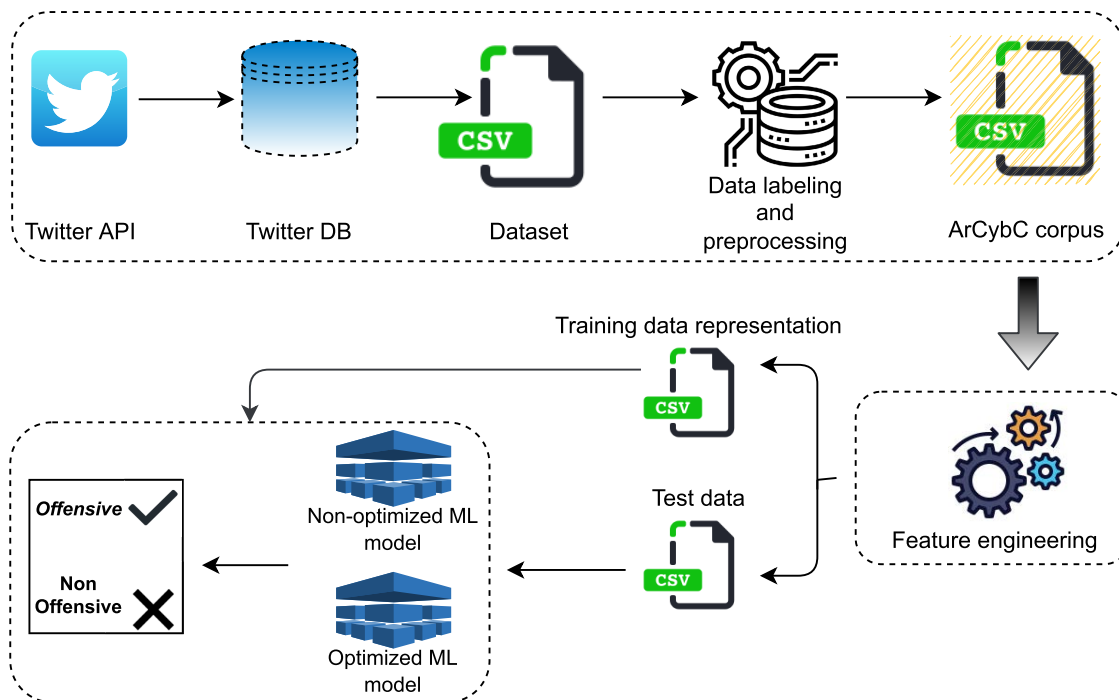 CSV
CSV
Twitter API
Twitter DB
Dataset
Data labeling
and
preprocessing
ArCybC corpus
Training data representation
CSV
Test data
CSV
Feature engineering
Offensive
Non
Offensive
Non-optimized ML
model
Optimized ML
model